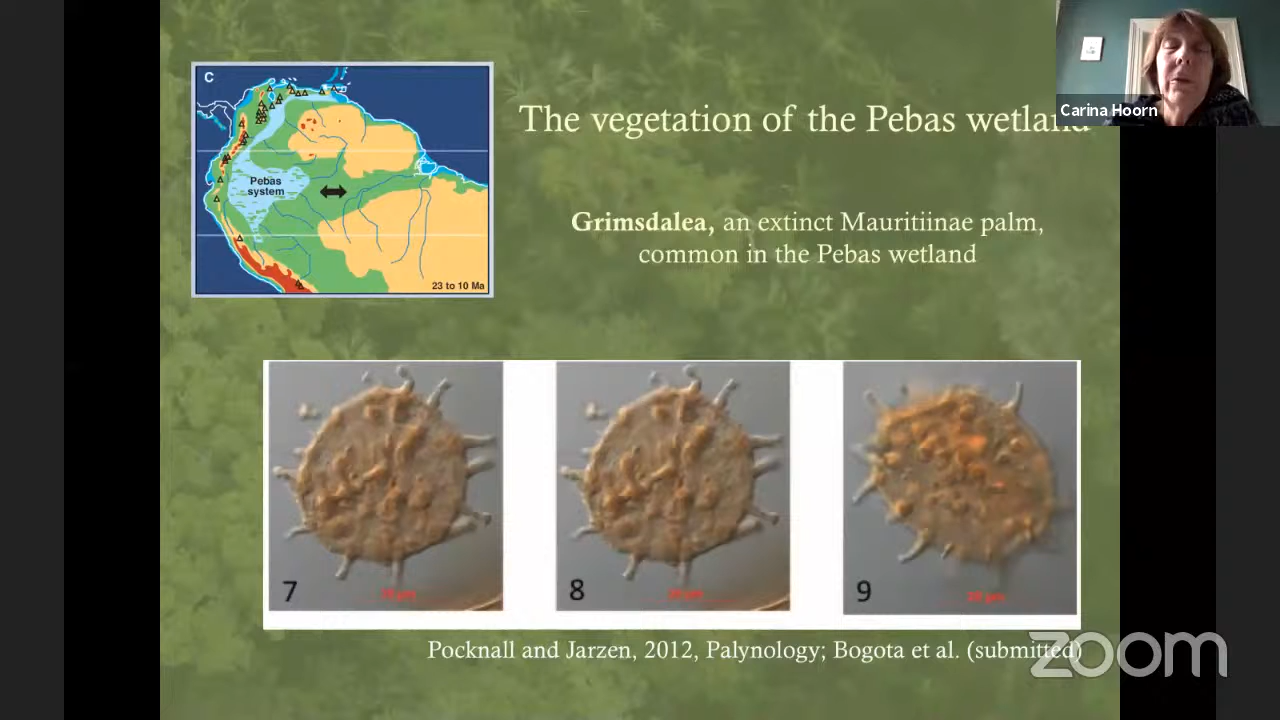 C
Pebas
system
23 to 10 Ma
The vegetation of the Pebas wetland
Carina Hoorn
Grimsdalea, an extinct Mauritiinae palm,
common in the Pebas wetland
7
8
9
Pocknall and Jarzen, 2012, Palynology; Bogota et al. (submitted)
zoom